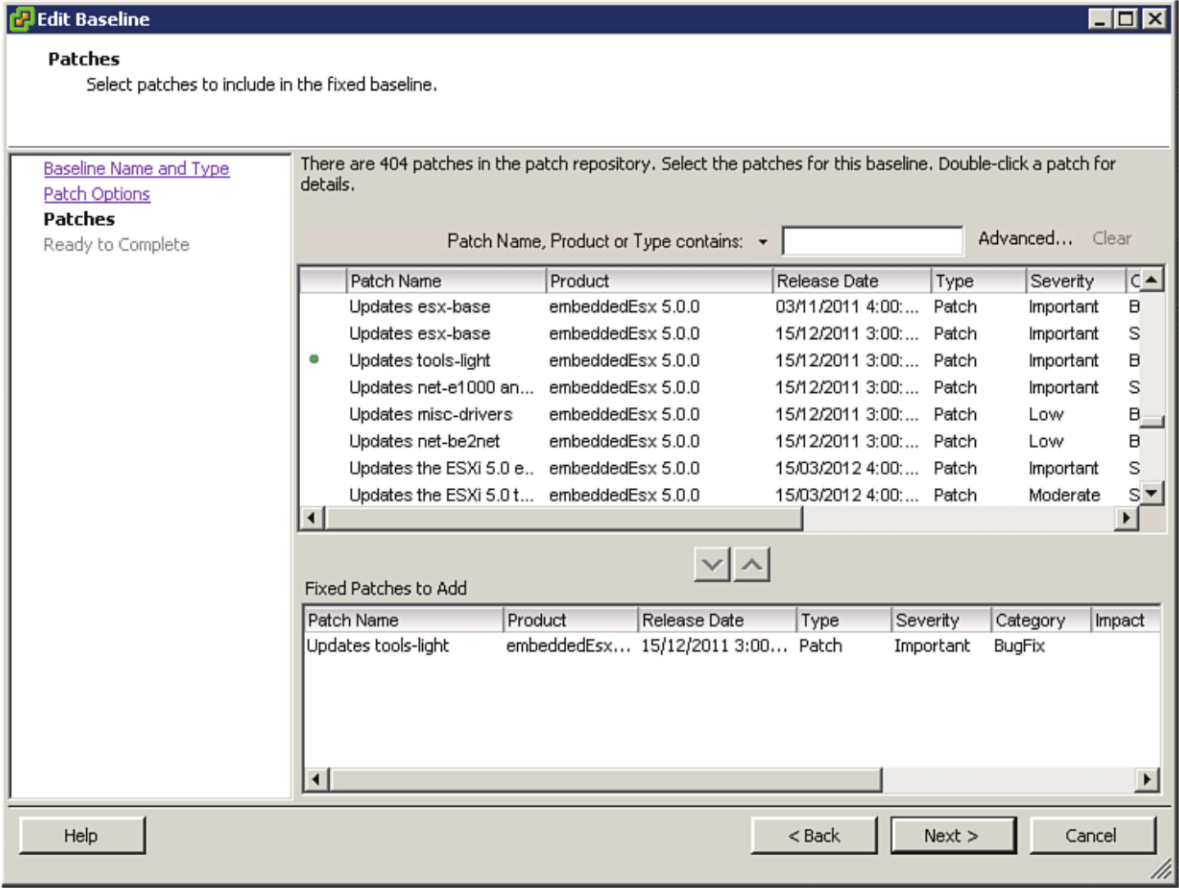 Edit Baseline
Patches
Select patches to include in the fixed baseline.
Baseline Name and Type
Patch Options
Patches
Ready to Complete
There are 404 patches in the patch repository. Select the patches for this baseline. Double-click a patch for
details.
Patch Name, Product or Type contains: Advanced... Clear
Patch Name Product Release Date Type Severity C
Updates esx-base embeddedEsx 5.0.0 03/11/2011 4:00:... Patch Important B
Updates esx-base embeddedEsx 5.0.0 15/12/2011 3:00:... Patch Important S
Updates tools-light embeddedEsx 5.0.0 15/12/2011 3:00:... Patch Important B
Updates net-e1000 an... embeddedEsx 5.0.0 15/12/2011 3:00:... Patch Important S
Updates misc-drivers embeddedEsx 5.0.0 15/12/2011 3:00:... Patch Low B
Updates net-be2net embeddedEsx 5.0.0 15/12/2011 3:00:... Patch Low B
Updates the ESXi 5.0 e... embeddedEsx 5.0.0 15/03/2012 4:00:... Patch Important S
Updates the ESXi 5.0 t... embeddedEsx 5.0.0 15/03/2012 4:00:... Patch Moderate S
Fixed Patches to Add
Patch Name Product Release Date Type Severity Category Impact
Updates tools-light embeddedEsx... 15/12/2011 3:00... Patch Important BugFix
Help < Back Next > Cancel